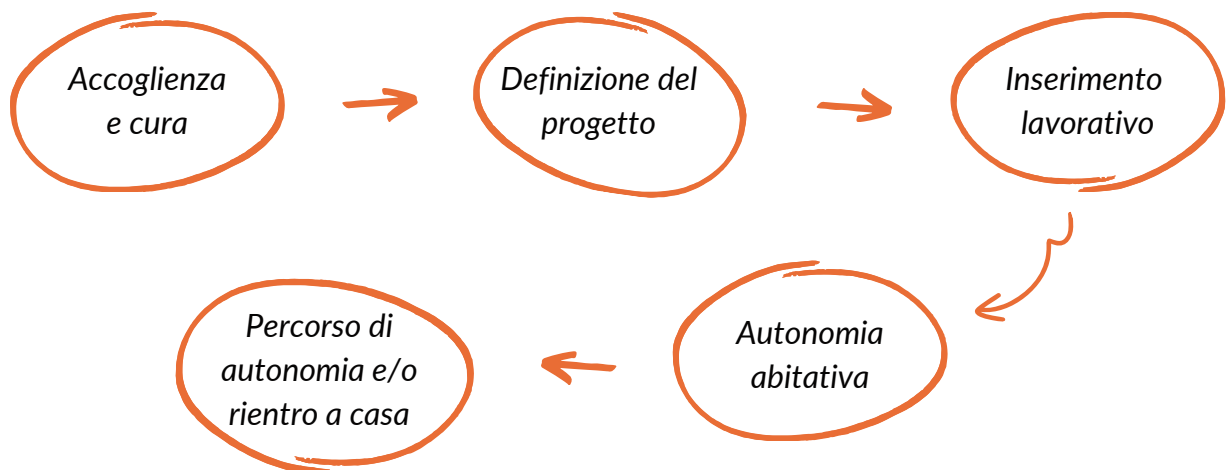 Accoglienza
e cura
Definizione del
progetto
Inserimento
lavorativo
Autonomia
abitativa
Percorso di
autonomia e/o
rientro a casa